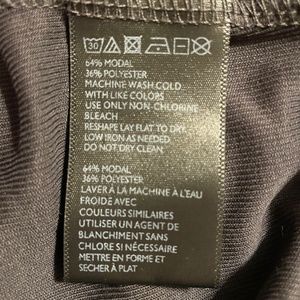 30
64% MODAL
36% POLYESTER
MACHINE WASH COLD
WITH LIKE COLORS
USE ONLY NON-CHLORINE
BLEACH
RESHAPE LAY FLAT TO DRY
LOW IRON AS NEEDED
DO NOT DRY CLEAN
64% MODAL
36% POLYESTER
LAVER À LA MACHINE À L'EAU
FROIDE AVEC
COULEURS SIMILAIRES
UTILISER UN AGENT DE
BLANCHIMENT SANS
CHLORE SI NÉCESSAIRE
METTRE EN FORME ET
SECHER À PLAT